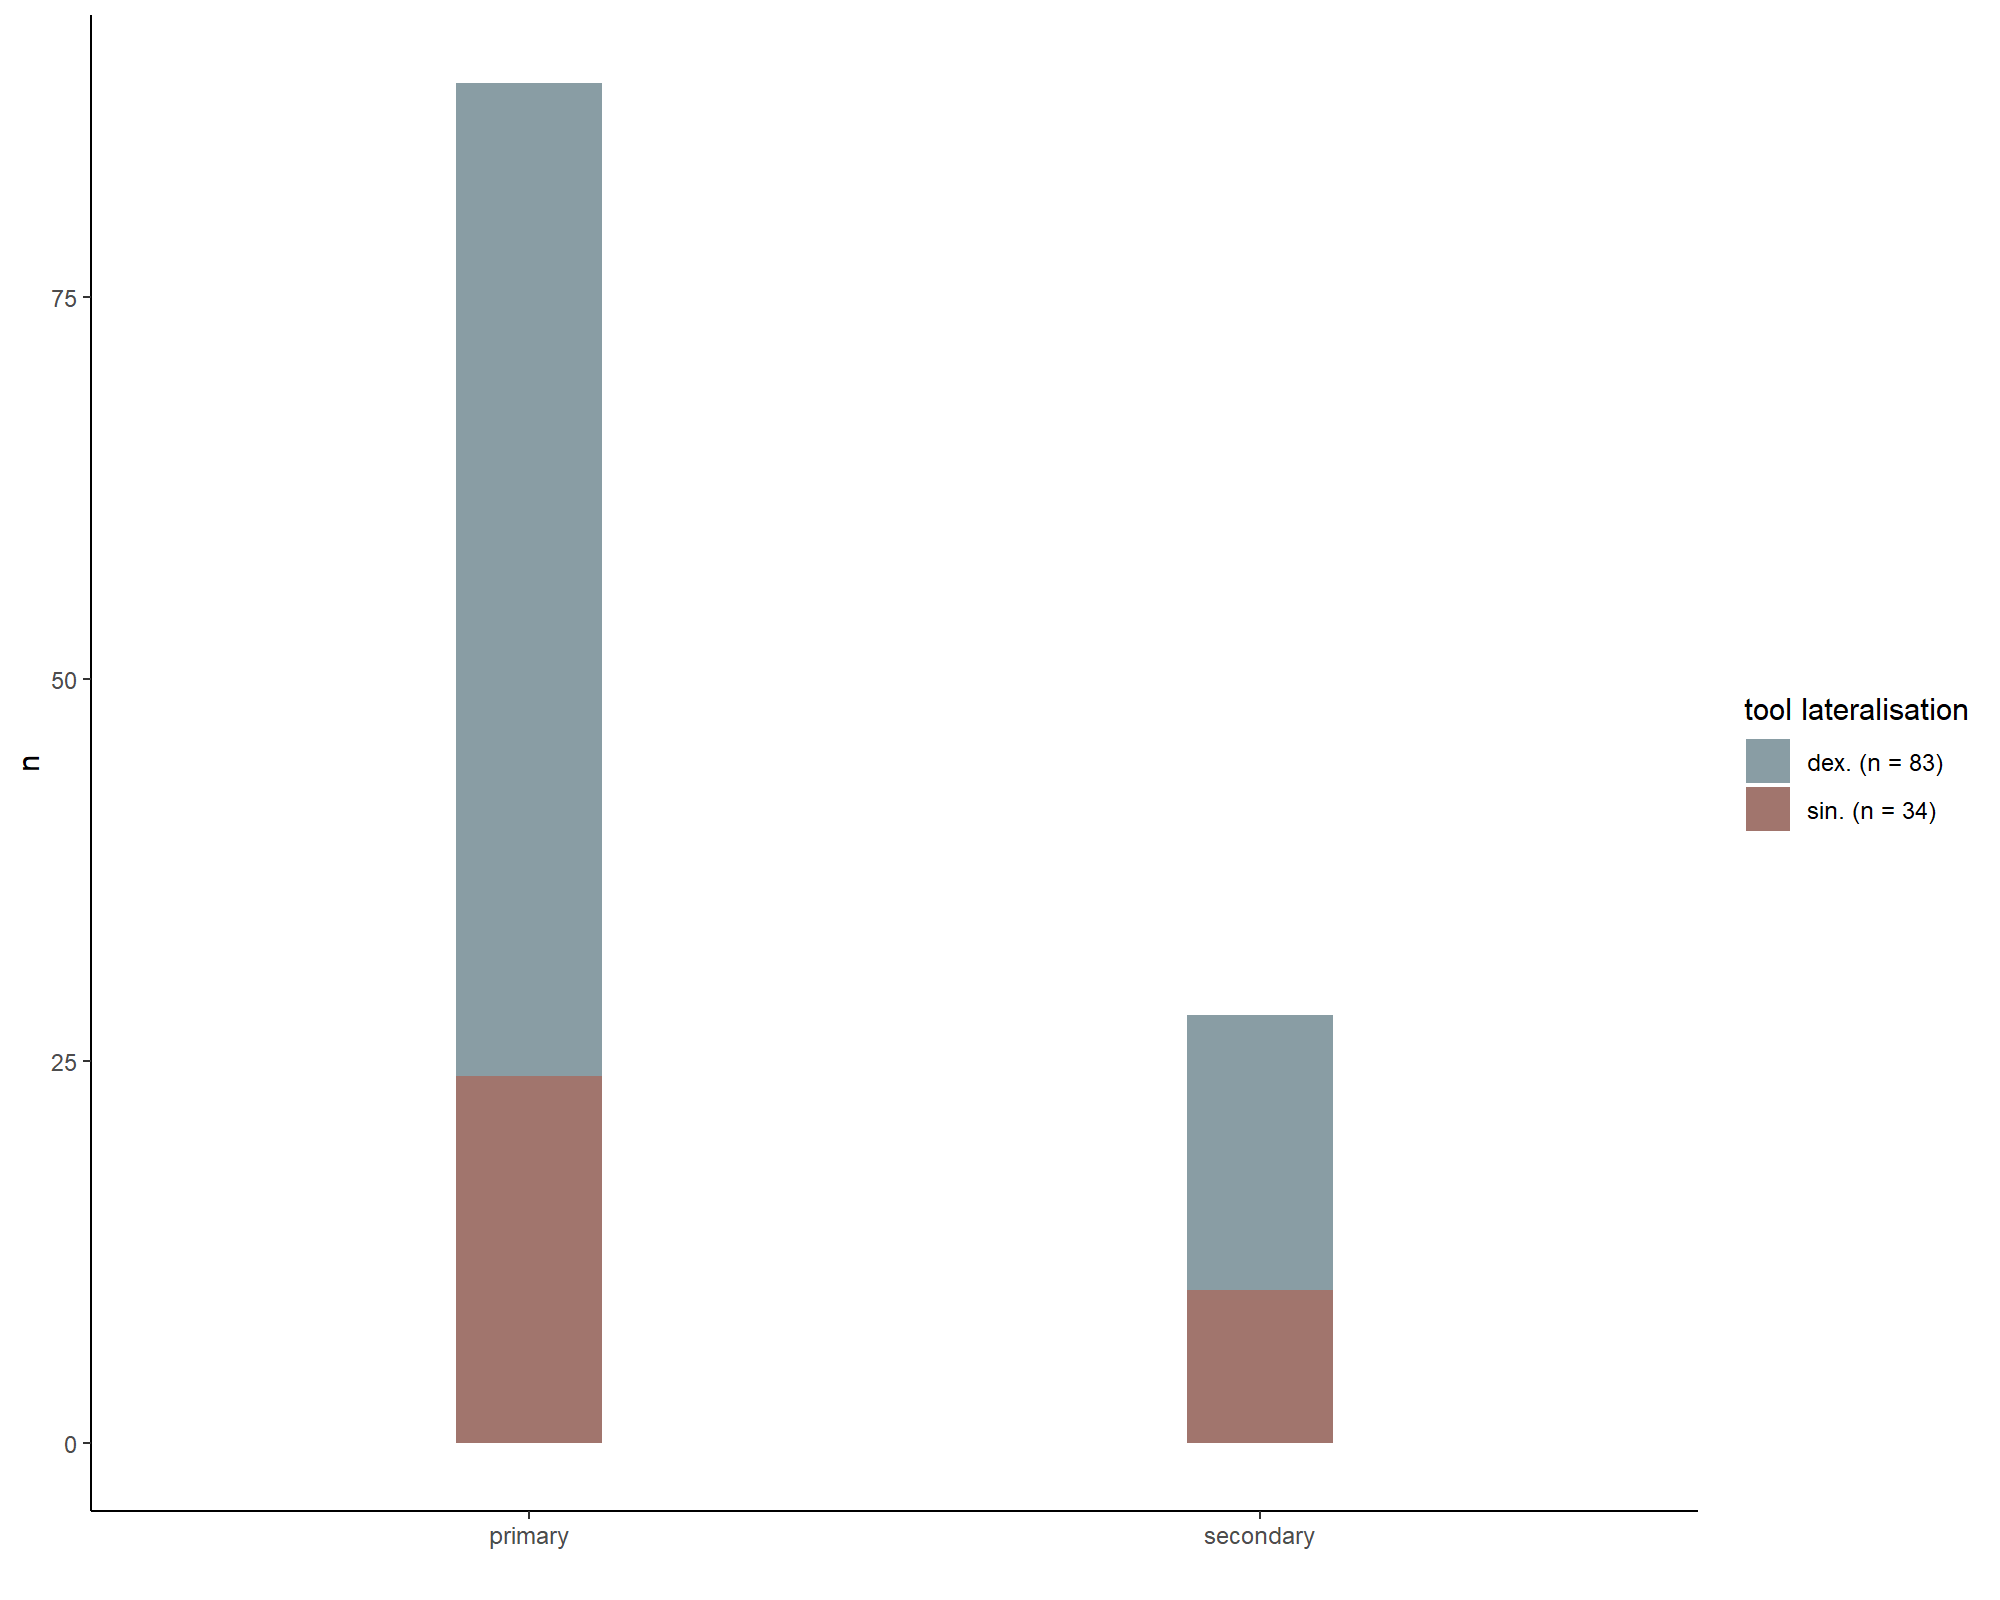 75
50
25
0
n
primary
secondary
tool lateralisation
dex. (n = 83)
sin. (n = 34)